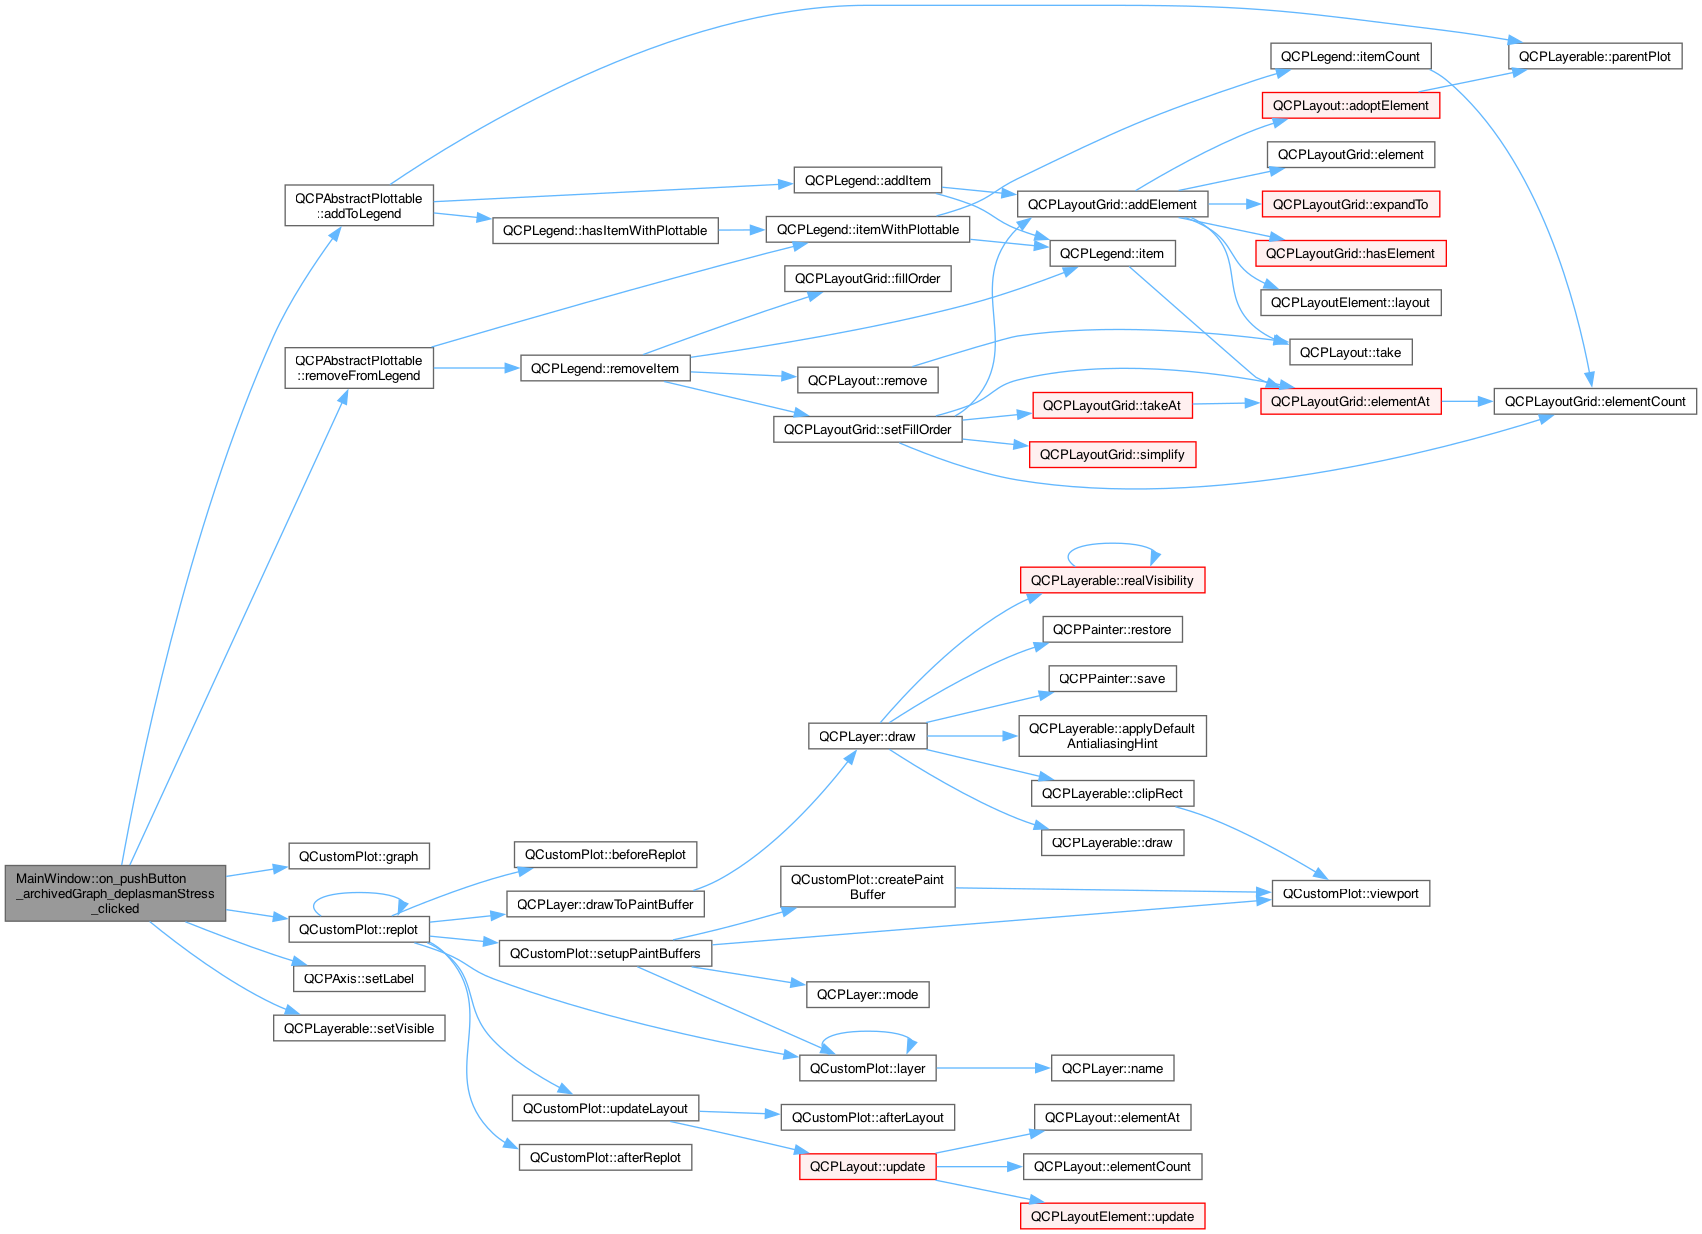 MainWindow::on_pushButton
_archivedGraph_deplasmanStress
_clicked
QCPAbstractPlottable
::addToLegend
QCPAbstractPlottable
::removeFromLegend
QCustomPlot::graph
QCustomPlot::replot
QCPAxis::setLabel
QCPLayerable::setVisible
QCPLegend::hasItemWithPlottable
QCPLegend::removeItem
QCustomPlot::beforeReplot
QCPLayer::drawToPaintBuffer
QCustomPlot::setupPaintBuffers
QCustomPlot::updateLayout
QCustomPlot::afterReplot
QCPLegend::addItem
QCPLegend::itemWithPlottable
QCPLayoutGrid::fillOrder
QCPLayout::remove
QCPLayoutGrid::setFillOrder
QCPLayer::draw
QCustomPlot::createPaint
Buffer
QCPLayer::mode
QCustomPlot::layer
QCustomPlot::afterLayout
QCPLayout::update
QCPLayoutGrid::addElement
QCPLegend::item
QCPLayoutGrid::takeAt
QCPLayoutGrid::simplify
QCPLayerable::realVisibility
QCPPainter::restore
QCPPainter::save
QCPLayerable::applyDefault
AntialiasingHint
QCPLayerable::clipRect
QCPLayerable::draw
QCPLayer::name
QCPLayout::elementAt
QCPLayout::elementCount
QCPLayoutElement::update
QCPLegend::itemCount
QCPLayout::adoptElement
QCPLayoutGrid::element
QCPLayoutGrid::expandTo
QCPLayoutGrid::hasElement
QCPLayoutElement::layout
QCPLayout::take
QCPLayoutGrid::elementAt
QCustomPlot::viewport
QCPLayerable::parentPlot
QCPLayoutGrid::elementCount